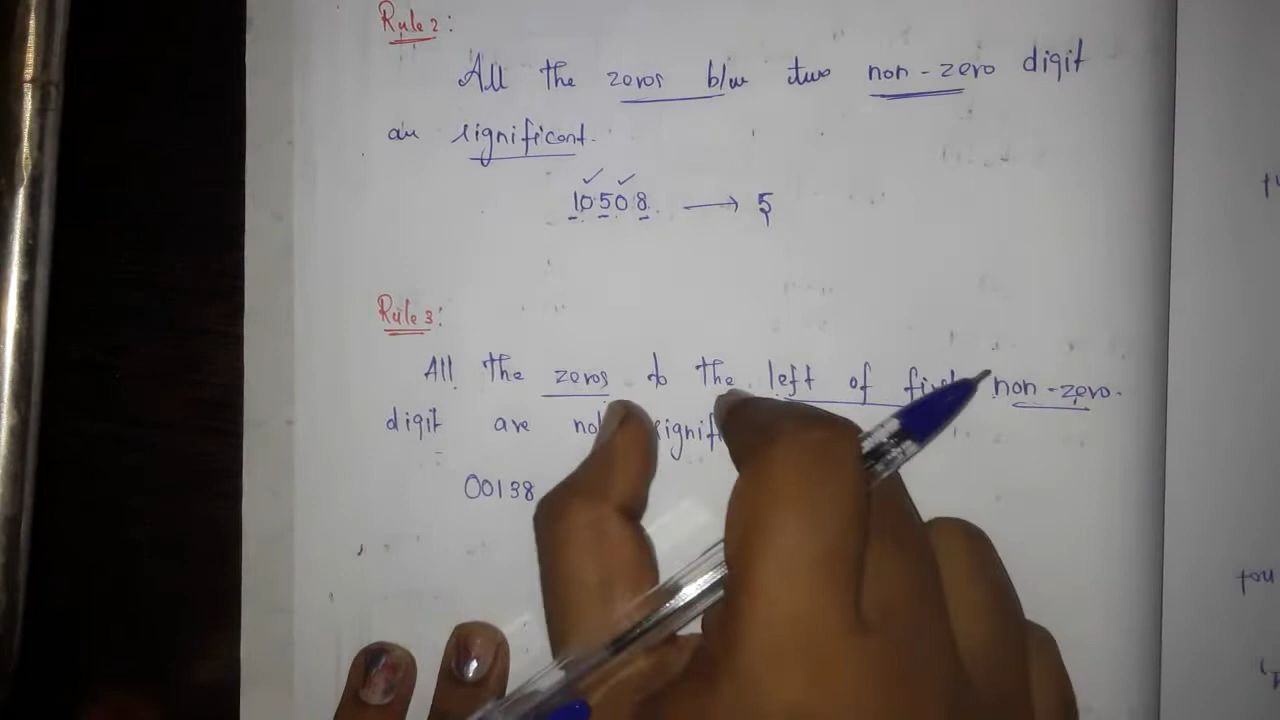 Rule 2:
All the zeros b/w two non-zero digit
are significant.
10508 → 5
Rule 3:
All the zeros to the left of first non-zero.
digit are not signifi
00138